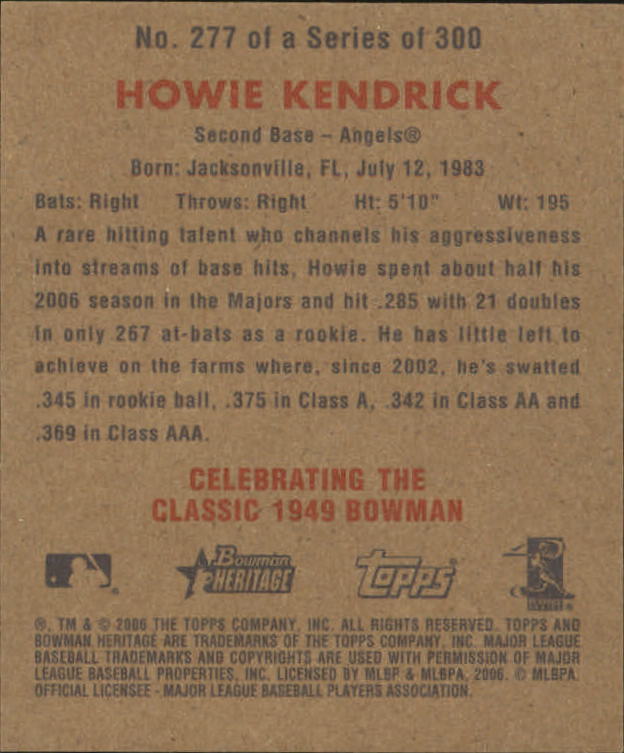 No. 277 of a Series of 300
HOWIE KENDRICK
Second Base – Angels®
Born: Jacksonville, FL, July 12, 1983
Bats: Right Throws: Right Ht: 5'10" Wt: 195
A rare hitting talent who channels his aggressiveness
into streams of base hits, Howie spent about half his
2006 season in the Majors and hit .285 with 21 doubles
in only 267 at-bats as a rookie. He has little left to
achieve on the farms where, since 2002, he's swatted
.345 in rookie ball, .375 in Class A, .342 in Class AA and
.369 in Class AAA.
CELEBRATING THE
CLASSIC 1949 BOWMAN
Bowman
HERITAGE
Topps®
®, TM & © 2006 THE TOPPS COMPANY, INC. ALL RIGHTS RESERVED. TOPPS AND
BOWMAN HERITAGE ARE TRADEMARKS OF THE TOPPS COMPANY, INC. MAJOR LEAGUE
BASEBALL TRADEMARKS AND COPYRIGHTS ARE USED WITH PERMISSION OF MAJOR
LEAGUE BASEBALL PROPERTIES, INC. LICENSED BY MLBP & MLBPA, 2006. © MLBPA
OFFICIAL LICENSEE - MAJOR LEAGUE BASEBALL PLAYERS ASSOCIATION.